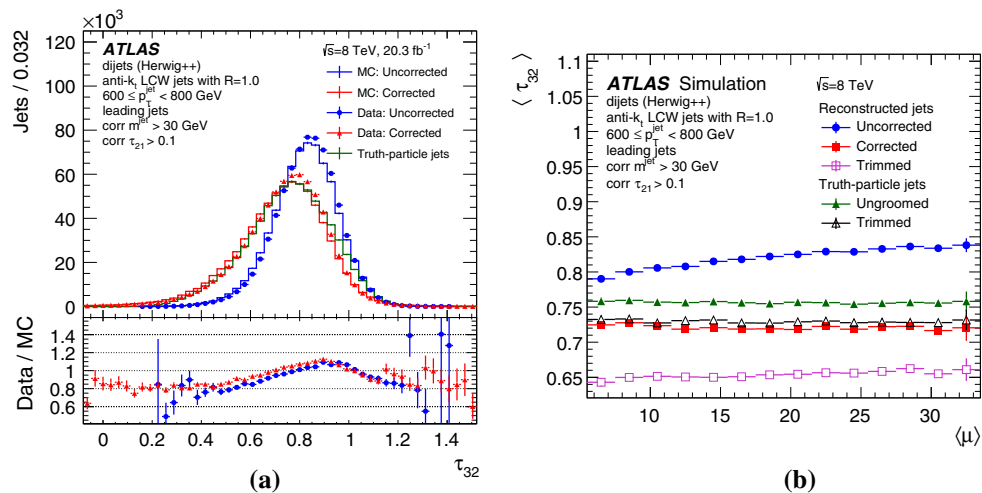 ×10³
Jets / 0.032
120
100
80
60
40
20
0
ATLAS
dijets (Herwig++)
anti-kₜ LCW jets with R=1.0
600 ≤ p_T^jet < 800 GeV
leading jets
corr m^jet > 30 GeV
corr τ₂₁ > 0.1
√s=8 TeV, 20.3 fb⁻¹
MC: Uncorrected
MC: Corrected
Data: Uncorrected
Data: Corrected
Truth-particle jets
Data / MC
1.4
1.2
1.0
0.8
0.6
0 0.2 0.4 0.6 0.8 1 1.2 1.4
τ₃₂
(a)
⟨ τ₃₂ ⟩
1.1
1.05
1
0.95
0.9
0.85
0.8
0.75
0.7
0.65
ATLAS Simulation
dijets (Herwig++)
anti-kₜ LCW jets with R=1.0
600 ≤ p_T^jet < 800 GeV
leading jets
corr m^jet > 30 GeV
corr τ₂₁ > 0.1
√s=8 TeV
Reconstructed jets
Uncorrected
Corrected
Trimmed
Truth-particle jets
Ungroomed
Trimmed
10 15 20 25 30
⟨μ⟩
(b)